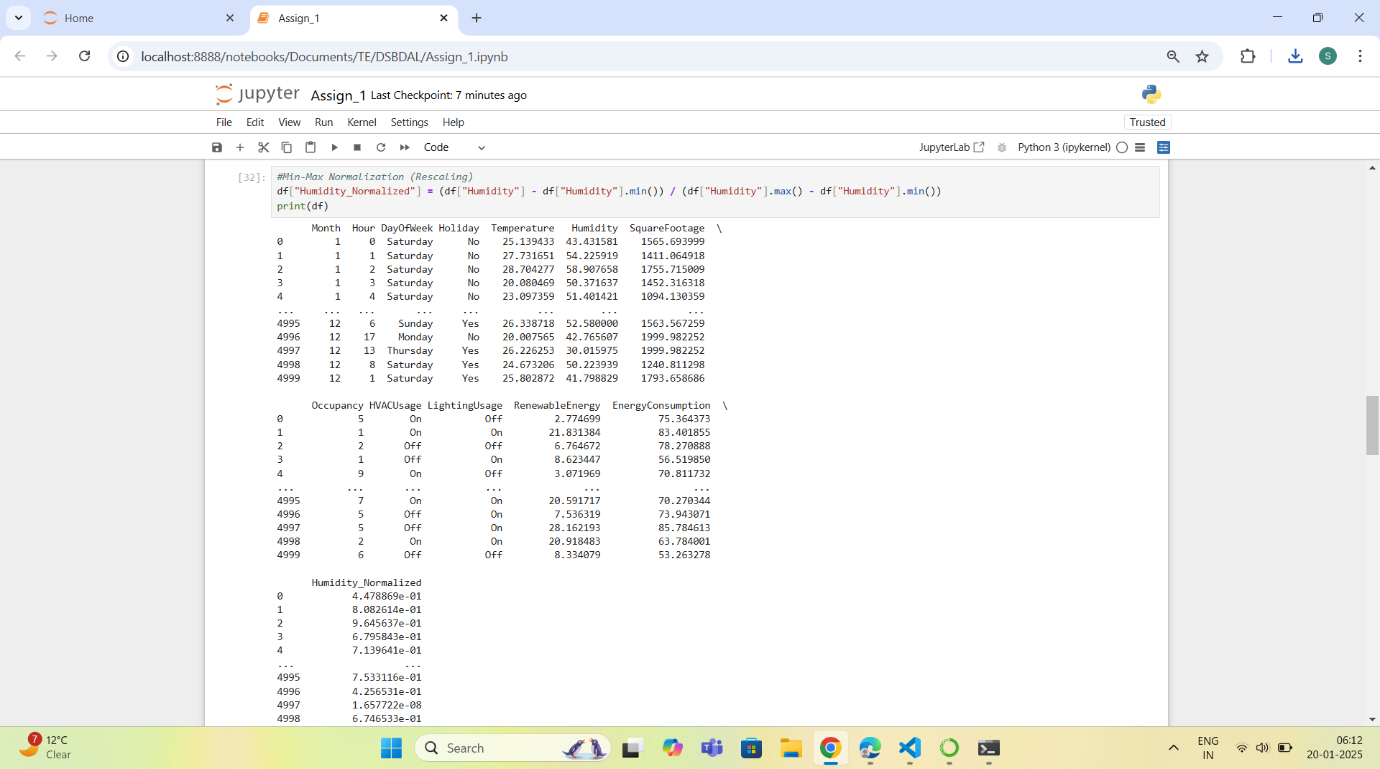 Home
Assign_1
localhost:8888/notebooks/Documents/TE/DSBDAL/Assign_1.ipynb
S
jupyter Assign_1 Last Checkpoint: 7 minutes ago
File Edit View Run Kernel Settings Help
Trusted
Code
JupyterLab Python 3 (ipykernel)
[32]: #Min-Max Normalization (Rescaling)
df["Humidity_Normalized"] = (df["Humidity"] - df["Humidity"].min()) / (df["Humidity"].max() - df["Humidity"].min())
print(df)
Month Hour DayOfWeek Holiday Temperature Humidity SquareFootage \
0 1 0 Saturday No 25.139433 43.431581 1565.693999
1 1 1 Saturday No 27.731651 54.225919 1411.064918
2 1 2 Saturday No 28.704277 58.907658 1755.715009
3 1 3 Saturday No 20.080469 50.371637 1452.316318
4 1 4 Saturday No 23.097359 51.401421 1094.130359
... ... ... ... ... ... ... ...
4995 12 6 Sunday Yes 26.338718 52.580000 1563.567259
4996 12 17 Monday No 20.007565 42.765607 1999.982252
4997 12 13 Thursday Yes 26.226253 30.015975 1999.982252
4998 12 8 Saturday Yes 24.673206 50.223939 1240.811298
4999 12 1 Saturday Yes 25.802872 41.798829 1793.658686
Occupancy HVACUsage LightingUsage RenewableEnergy EnergyConsumption \
0 5 On Off 2.774699 75.364373
1 1 On On 21.831384 83.401855
2 2 Off Off 6.764672 78.270888
3 1 Off On 8.623447 56.519850
4 9 On Off 3.071969 70.811732
... ... ... ... ... ...
4995 7 On On 20.591717 70.270344
4996 5 Off On 7.536319 73.943071
4997 5 Off On 28.162193 85.784613
4998 2 On On 20.918483 63.784001
4999 6 Off Off 8.334079 53.263278
Humidity_Normalized
0 4.478869e-01
1 8.082614e-01
2 9.645637e-01
3 6.795843e-01
4 7.139641e-01
... ...
4995 7.533116e-01
4996 4.256531e-01
4997 1.657722e-08
4998 6.746533e-01
7
12°C
Clear
Search
ENG
IN
06:12
20-01-2025